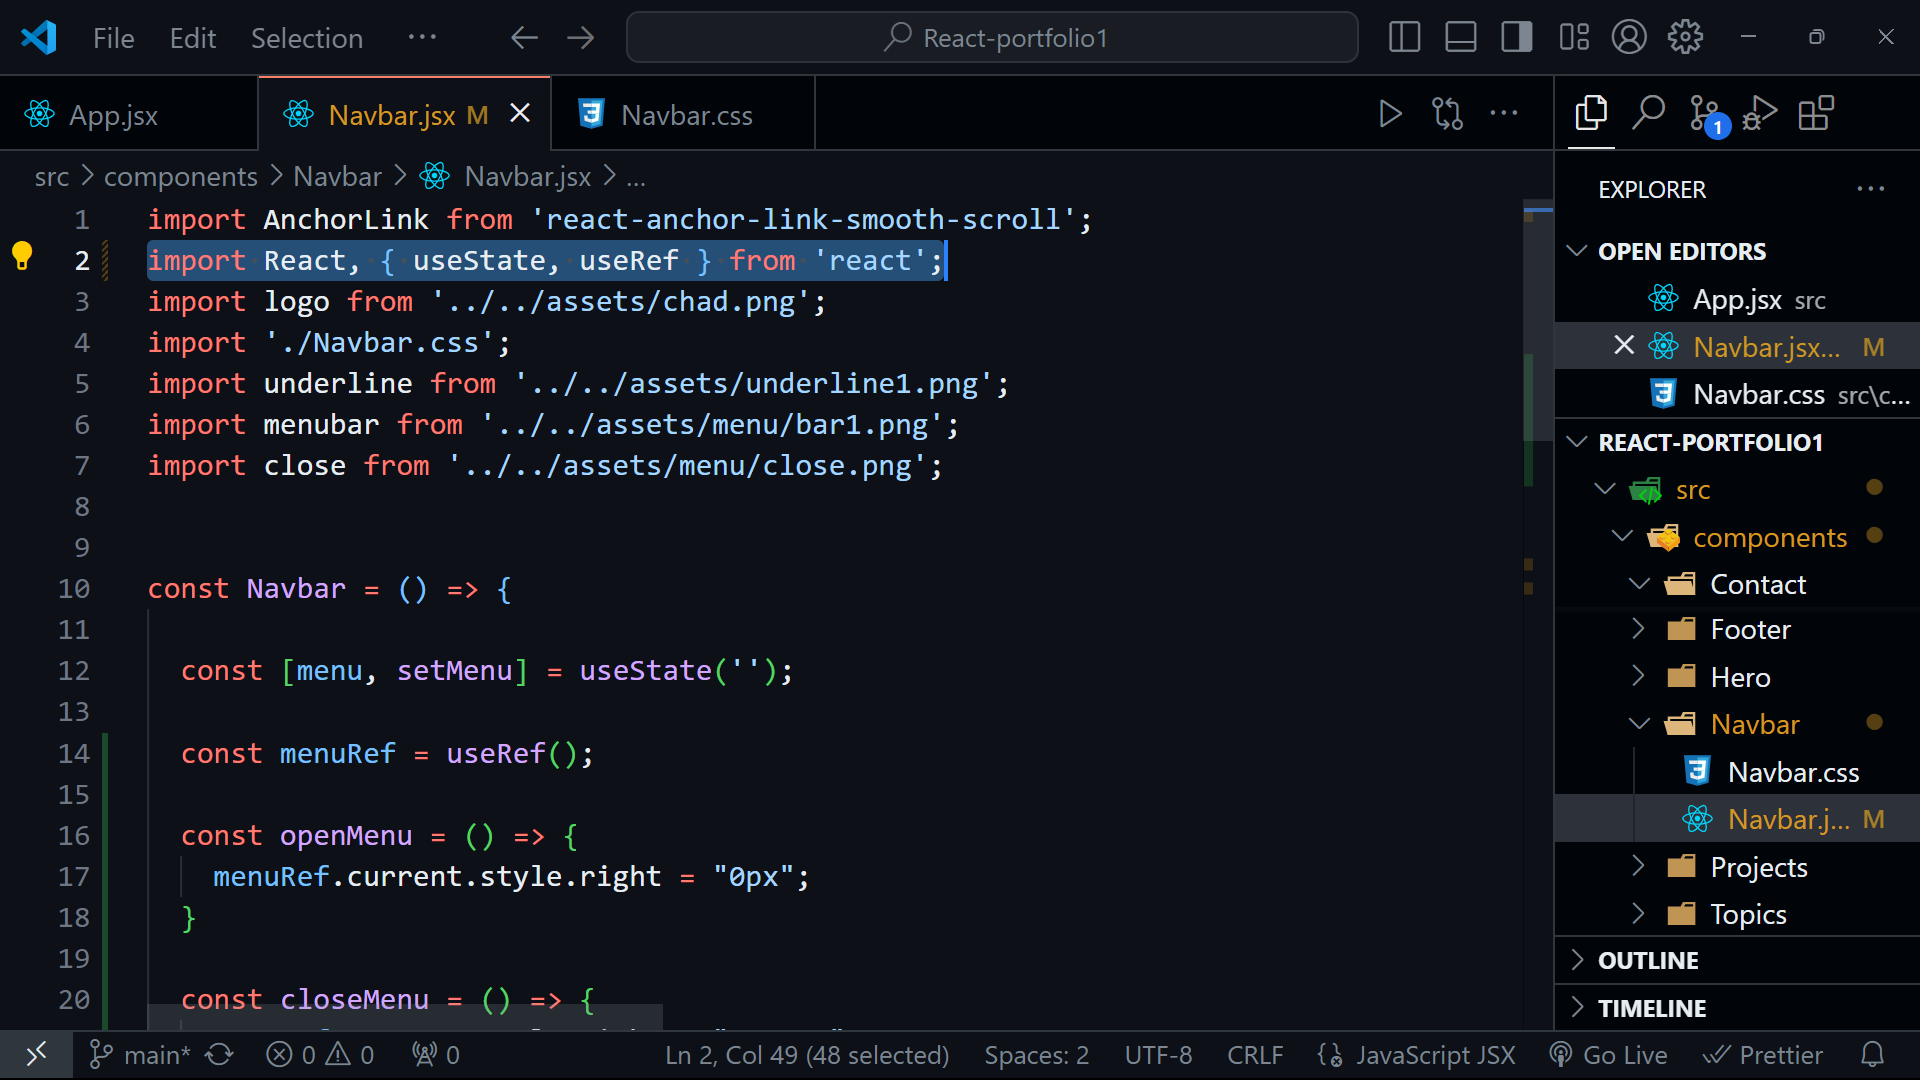 File Edit Selection ··· React-portfolio1
App.jsx Navbar.jsx M Navbar.css ···
src > components > Navbar > Navbar.jsx > ...
1 import AnchorLink from 'react-anchor-link-smooth-scroll';
2 import React, { useState, useRef } from 'react';
3 import logo from '../../assets/chad.png';
4 import './Navbar.css';
5 import underline from '../../assets/underline1.png';
6 import menubar from '../../assets/menu/bar1.png';
7 import close from '../../assets/menu/close.png';
8
9
10 const Navbar = () => {
11
12 const [menu, setMenu] = useState('');
13
14 const menuRef = useRef();
15
16 const openMenu = () => {
17 menuRef.current.style.right = "0px";
18 }
19
20 const closeMenu = () => {
1
EXPLORER ···
OPEN EDITORS
App.jsx src
Navbar.jsx... M
Navbar.css src\c...
REACT-PORTFOLIO1
src
components
Contact
Footer
Hero
Navbar
Navbar.css
Navbar.j... M
Projects
Topics
OUTLINE
TIMELINE
main* 0 0 0 Ln 2, Col 49 (48 selected) Spaces: 2 UTF-8 CRLF JavaScript JSX Go Live Prettier